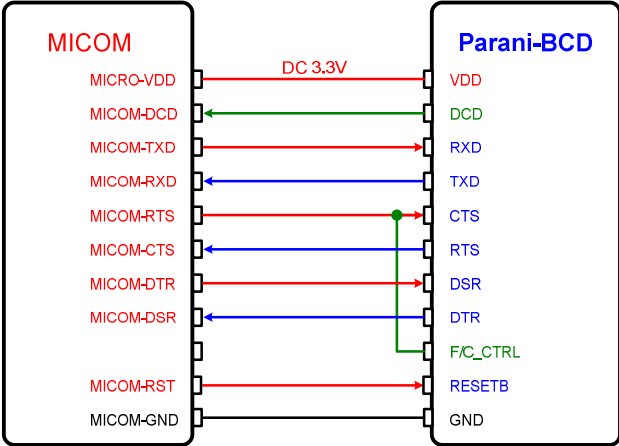 MICOM
Parani-BCD
DC 3.3V
MICRO-VDD
VDD
MICOM-DCD
DCD
MICOM-TXD
RXD
MICOM-RXD
TXD
MICOM-RTS
CTS
MICOM-CTS
RTS
MICOM-DTR
DSR
MICOM-DSR
DTR
F/C_CTRL
MICOM-RST
RESETB
MICOM-GND
GND